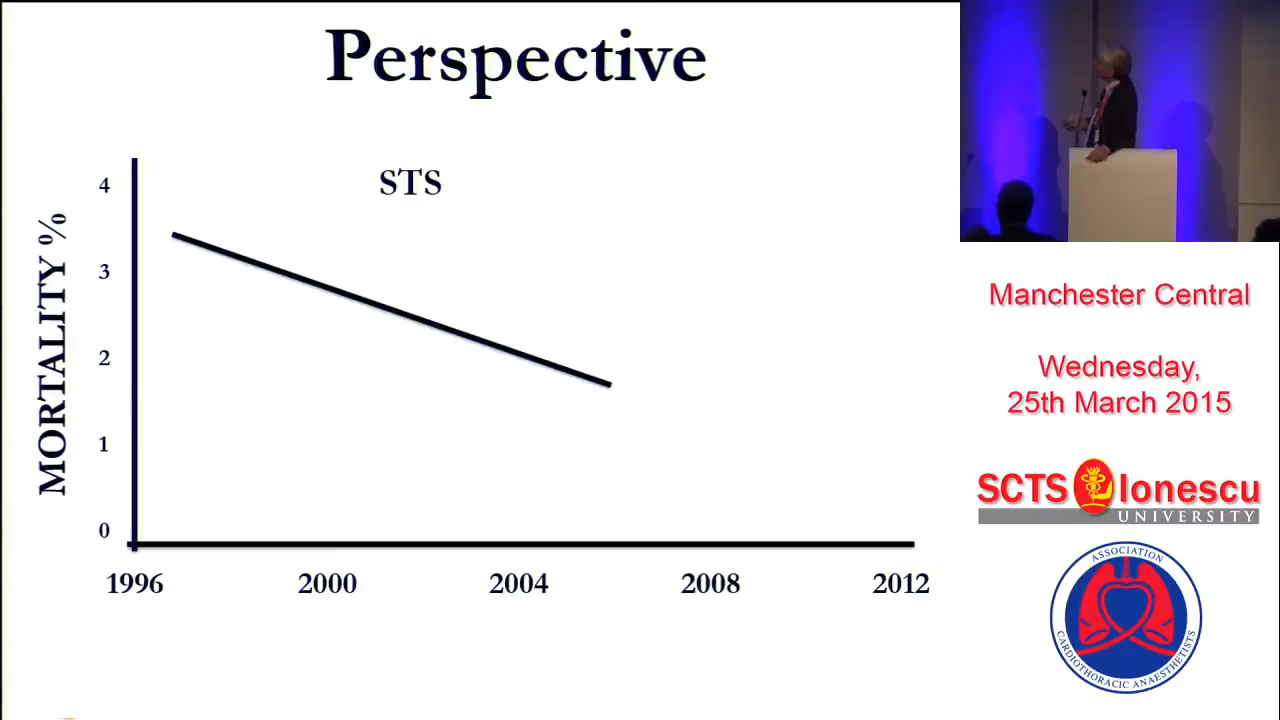 Perspective
STS
MORTALITY %
4
3
2
1
0
1996 2000 2004 2008 2012
Manchester Central
Wednesday,
25th March 2015
SCTS Ionescu
UNIVERSITY
ASSOCIATION
CARDIOTHORACIC ANAESTHETISTS